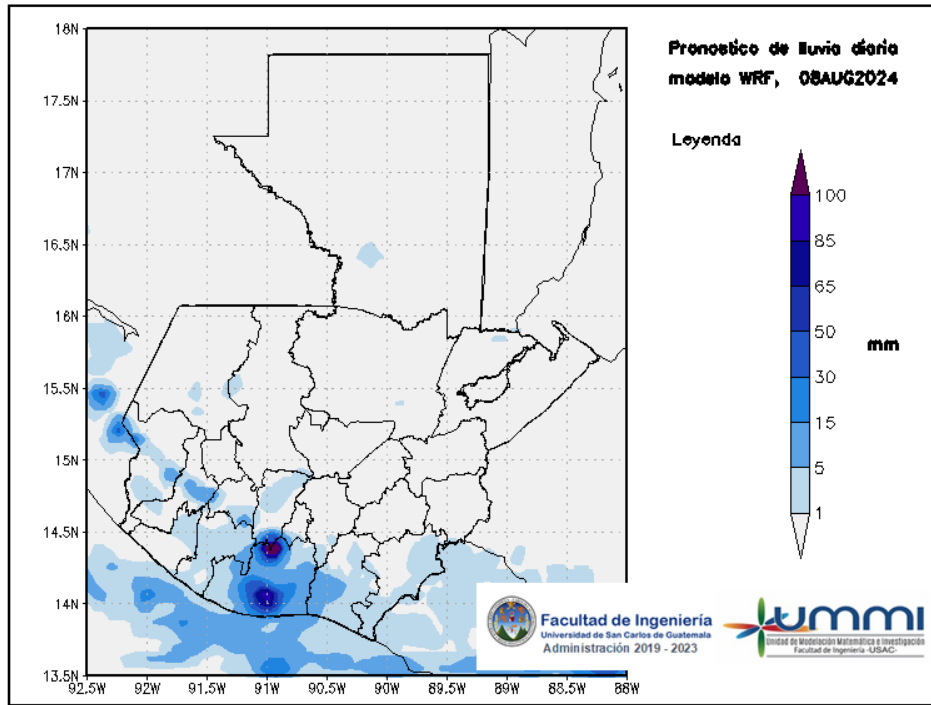 Pronostico de lluvia diaria
modelo WRF, 08AUG2024
Leyenda
100
85
65
50
30
15
5
1
mm
18N
17.5N
17N
16.5N
16N
15.5N
15N
14.5N
14N
13.5N
92.5W 92W 91.5W 91W 90.5W 90W 89.5W 89W 88.5W 88W
Facultad de Ingeniería
Universidad de San Carlos de Guatemala
Administración 2019 - 2023
ummi
Unidad de Modelación Matemática e Investigación
Facultad de Ingeniería -USAC-